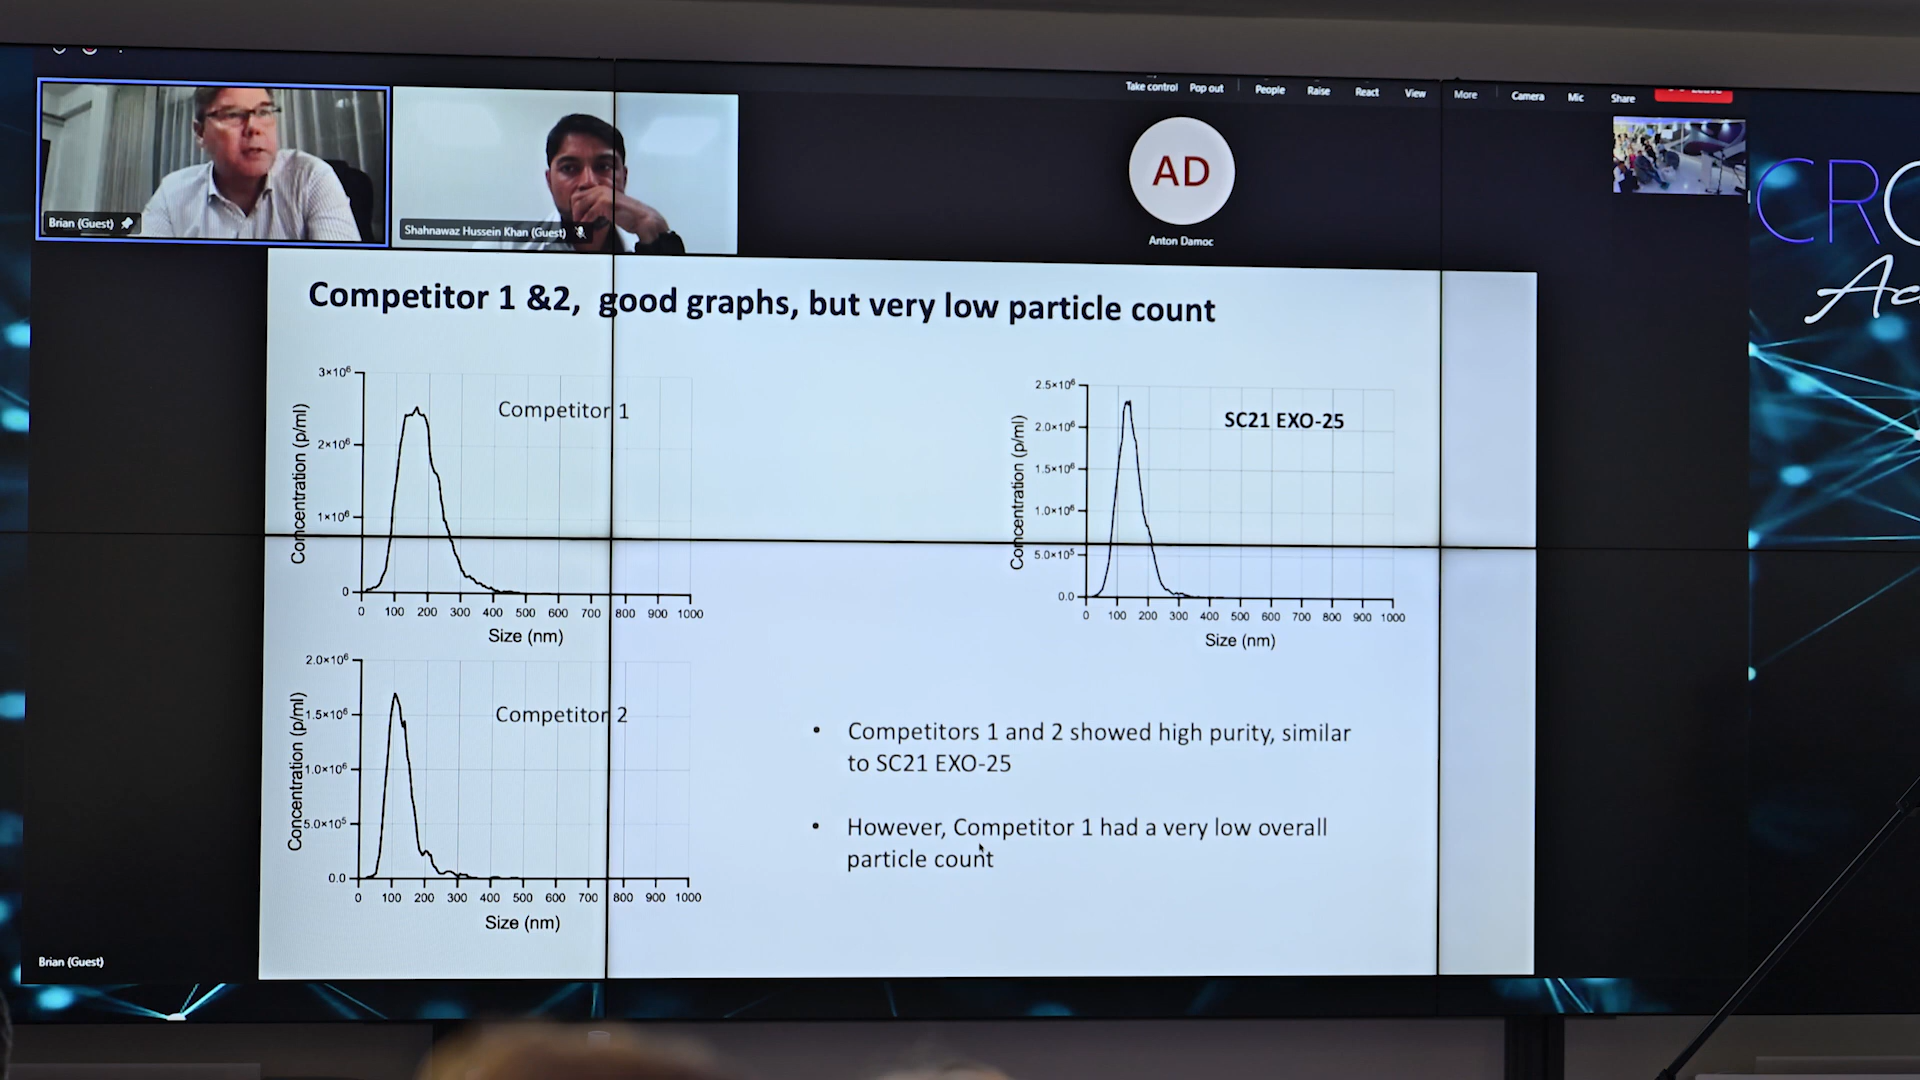 Take control Pop out People Raise React View More Camera Mic Share
Brian (Guest)
Shahnawaz Hussein Khan (Guest)
AD
Anton Damoc
Competitor 1 &2, good graphs, but very low particle count
3×10⁶
2×10⁶
1×10⁶
0
Concentration (p/ml)
Competitor 1
0 100 200 300 400 500 600 700 800 900 1000
Size (nm)
2.5×10⁶
2.0×10⁶
1.5×10⁶
1.0×10⁶
5.0×10⁵
0.0
Concentration (p/ml)
SC21 EXO-25
0 100 200 300 400 500 600 700 800 900 1000
Size (nm)
2.0×10⁶
1.5×10⁶
1.0×10⁶
5.0×10⁵
0.0
Concentration (p/ml)
Competitor 2
0 100 200 300 400 500 600 700 800 900 1000
Size (nm)
• Competitors 1 and 2 showed high purity, similar
to SC21 EXO-25
• However, Competitor 1 had a very low overall
particle count
Brian (Guest)